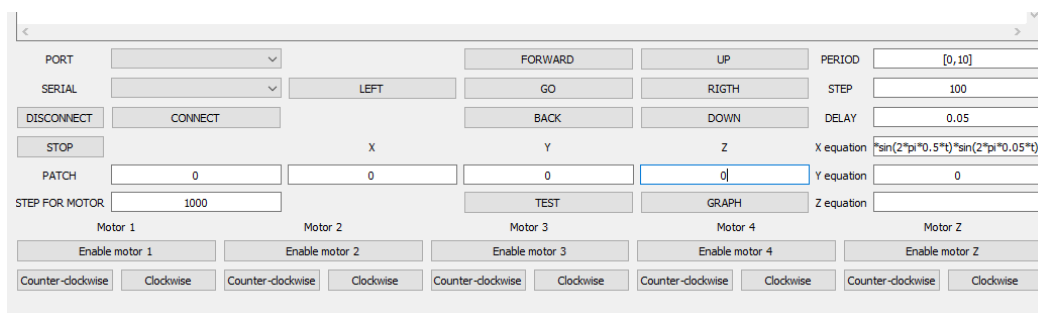 PORT FORWARD UP PERIOD [0,10]
SERIAL LEFT GO RIGTH STEP 100
DISCONNECT CONNECT BACK DOWN DELAY 0.05
STOP X Y Z X equation *sin(2*pi*0.5*t)*sin(2*pi*0.05*t)
PATCH 0 0 0 0 Y equation 0
STEP FOR MOTOR 1000 TEST GRAPH Z equation
Motor 1 Motor 2 Motor 3 Motor 4 Motor Z
Enable motor 1 Enable motor 2 Enable motor 3 Enable motor 4 Enable motor Z
Counter-clockwise Clockwise Counter-clockwise Clockwise Counter-clockwise Clockwise Counter-clockwise Clockwise Counter-clockwise Clockwise